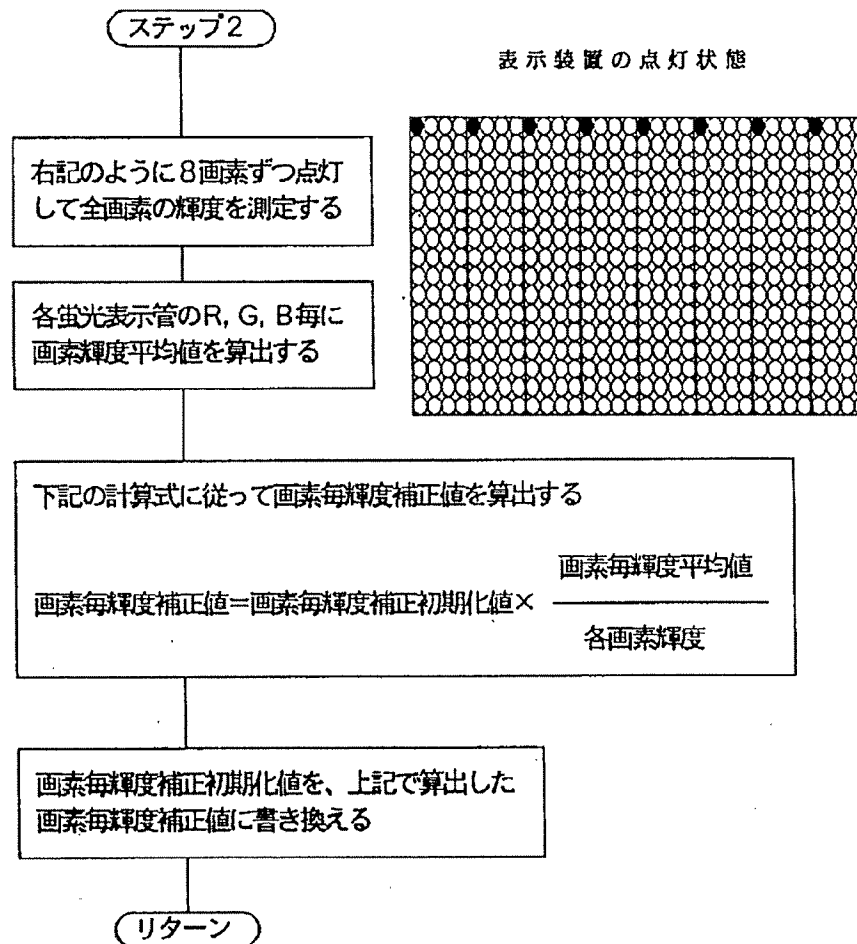 ステップ2
表示装置の点灯状態
右記のように8画素ずつ点灯
して全画素の輝度を測定する
各蛍光表示管のR, G, B毎に
画素輝度平均値を算出する
下記の計算式に従って画素毎輝度補正値を算出する
画素毎輝度平均値
画素毎輝度補正値=画素毎輝度補正初期化値×
各画素輝度
画素毎輝度補正初期化値を、上記で算出した
画素毎輝度補正値に書き換える
リターン